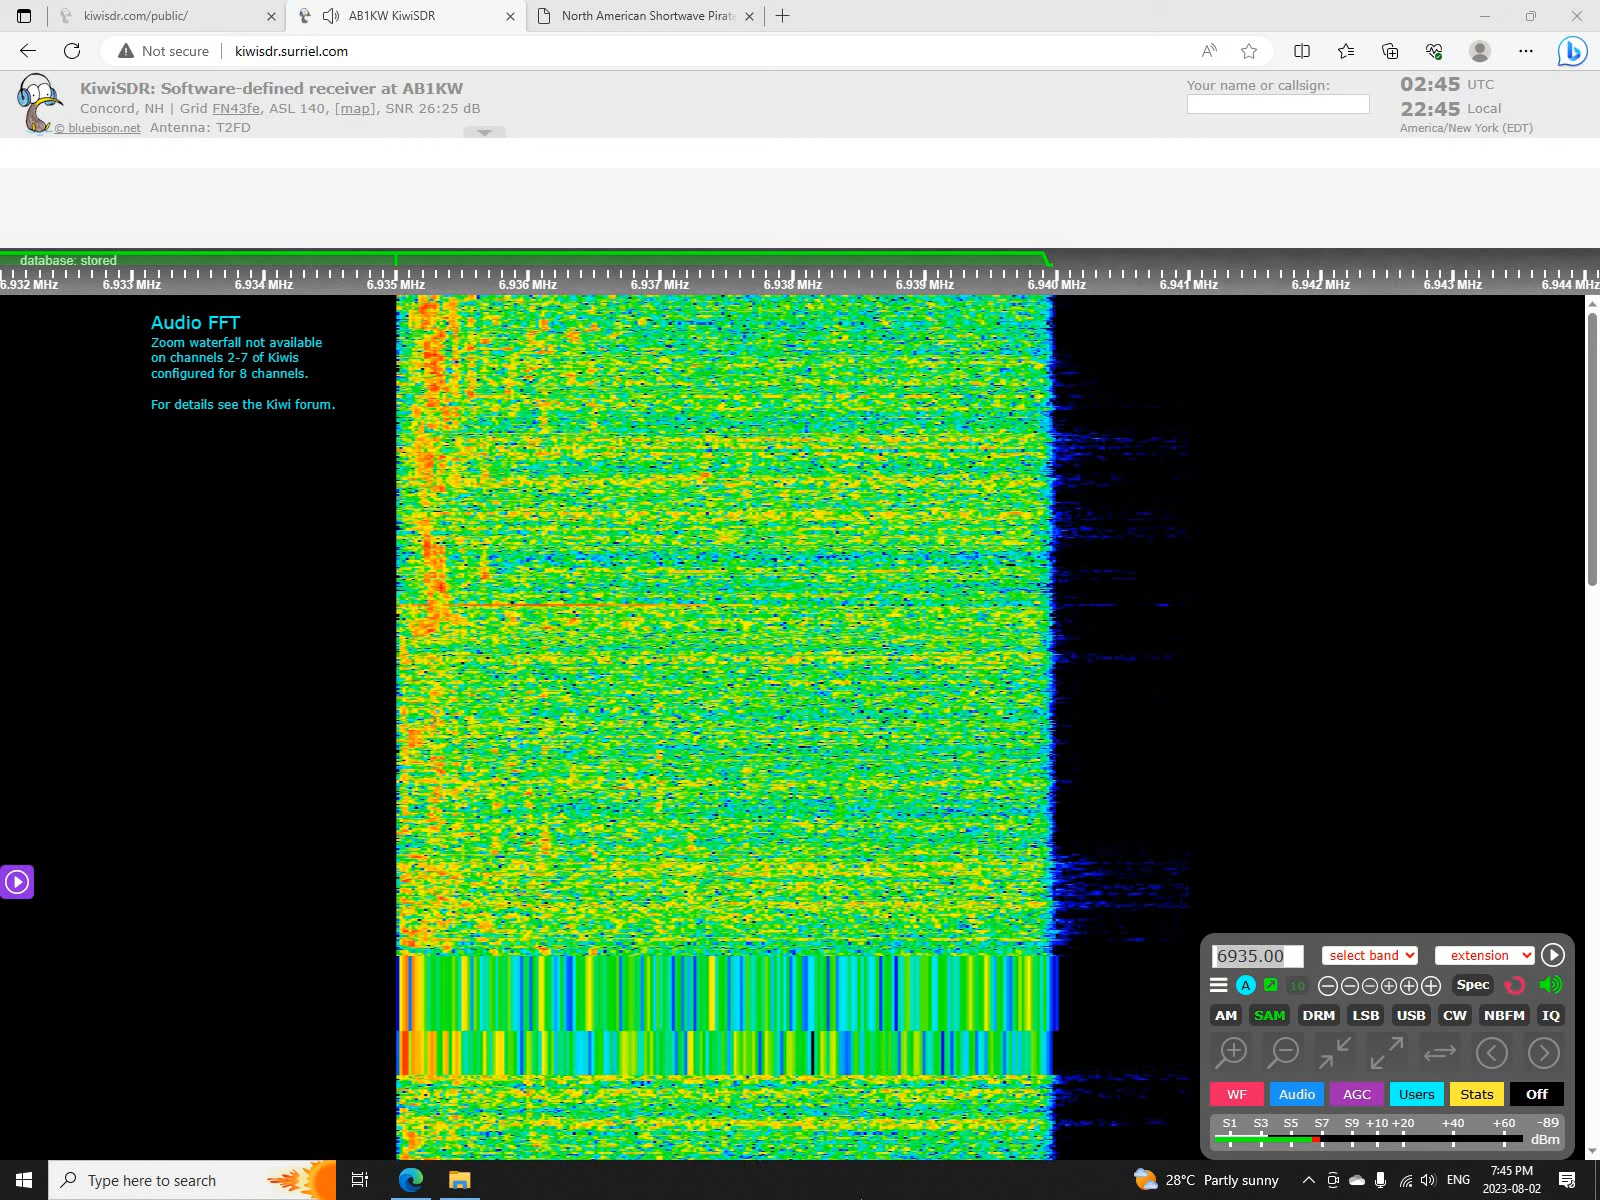 kiwisdr.com/public/
AB1KW KiwiSDR
North American Shortwave Pirate
Not secure
kiwisdr.surriel.com
KiwiSDR: Software-defined receiver at AB1KW
Concord, NH | Grid FN43fe, ASL 140, [map], SNR 26:25 dB
© bluebison.net Antenna: T2FD
Your name or callsign:
02:45 UTC
22:45 Local
America/New York (EDT)
database: stored
6.932 MHz 6.933 MHz 6.934 MHz 6.935 MHz 6.936 MHz 6.937 MHz 6.938 MHz 6.939 MHz 6.940 MHz 6.941 MHz 6.942 MHz 6.943 MHz 6.944 MHz
Audio FFT
Zoom waterfall not available
on channels 2-7 of Kiwis
configured for 8 channels.
For details see the Kiwi forum.
6935.00 select band extension
A 10 Spec
AM SAM DRM LSB USB CW NBFM IQ
WF Audio AGC Users Stats Off
S1 S3 S5 S7 S9 +10 +20 +40 +60 -89
dBm
Type here to search
28°C Partly sunny
ENG
7:45 PM
2023-08-02